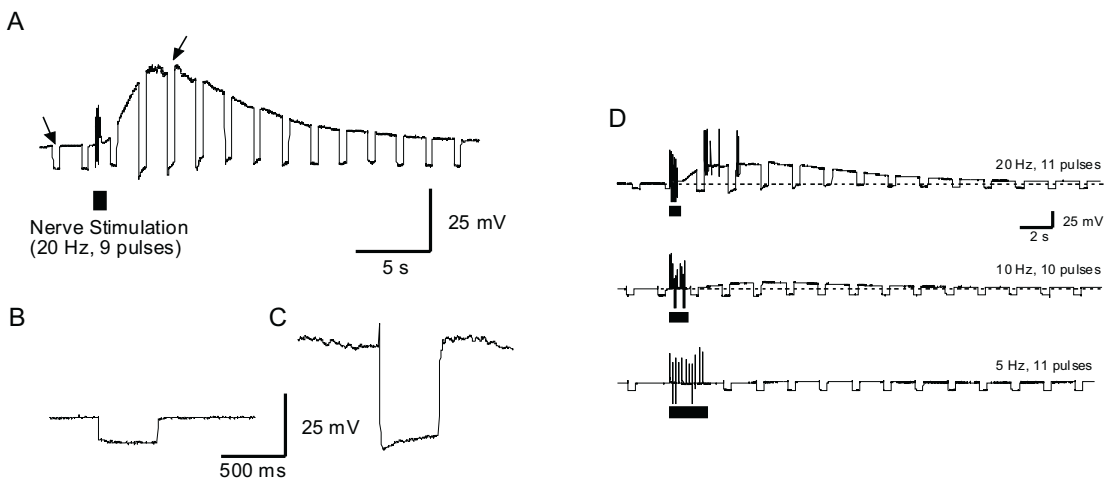 A
Nerve Stimulation
(20 Hz, 9 pulses)
25 mV
5 s
B
C
25 mV
500 ms
D
20 Hz, 11 pulses
25 mV
2 s
10 Hz, 10 pulses
5 Hz, 11 pulses